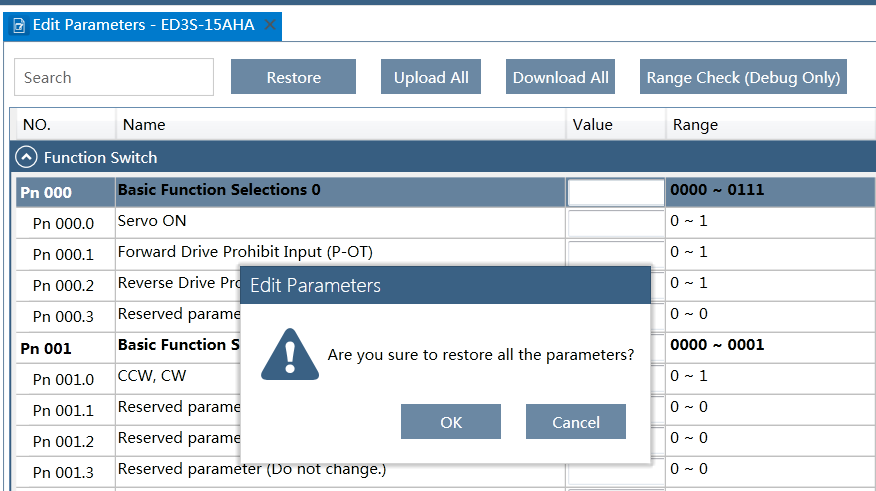 Edit Parameters - ED3S-15AHA
Search Restore Upload All Download All Range Check (Debug Only)
NO. Name Value Range
Function Switch
Pn 000 Basic Function Selections 0 0000 ~ 0111
Pn 000.0 Servo ON 0 ~ 1
Pn 000.1 Forward Drive Prohibit Input (P-OT) 0 ~ 1
Pn 000.2 Reverse Drive Pro 0 ~ 1
Pn 000.3 Reserved parame 0 ~ 0
Pn 001 Basic Function S 0000 ~ 0001
Pn 001.0 CCW, CW 0 ~ 1
Pn 001.1 Reserved parame 0 ~ 0
Pn 001.2 Reserved parame 0 ~ 0
Pn 001.3 Reserved parameter (Do not change.) 0 ~ 0
Edit Parameters
Are you sure to restore all the parameters?
OK Cancel